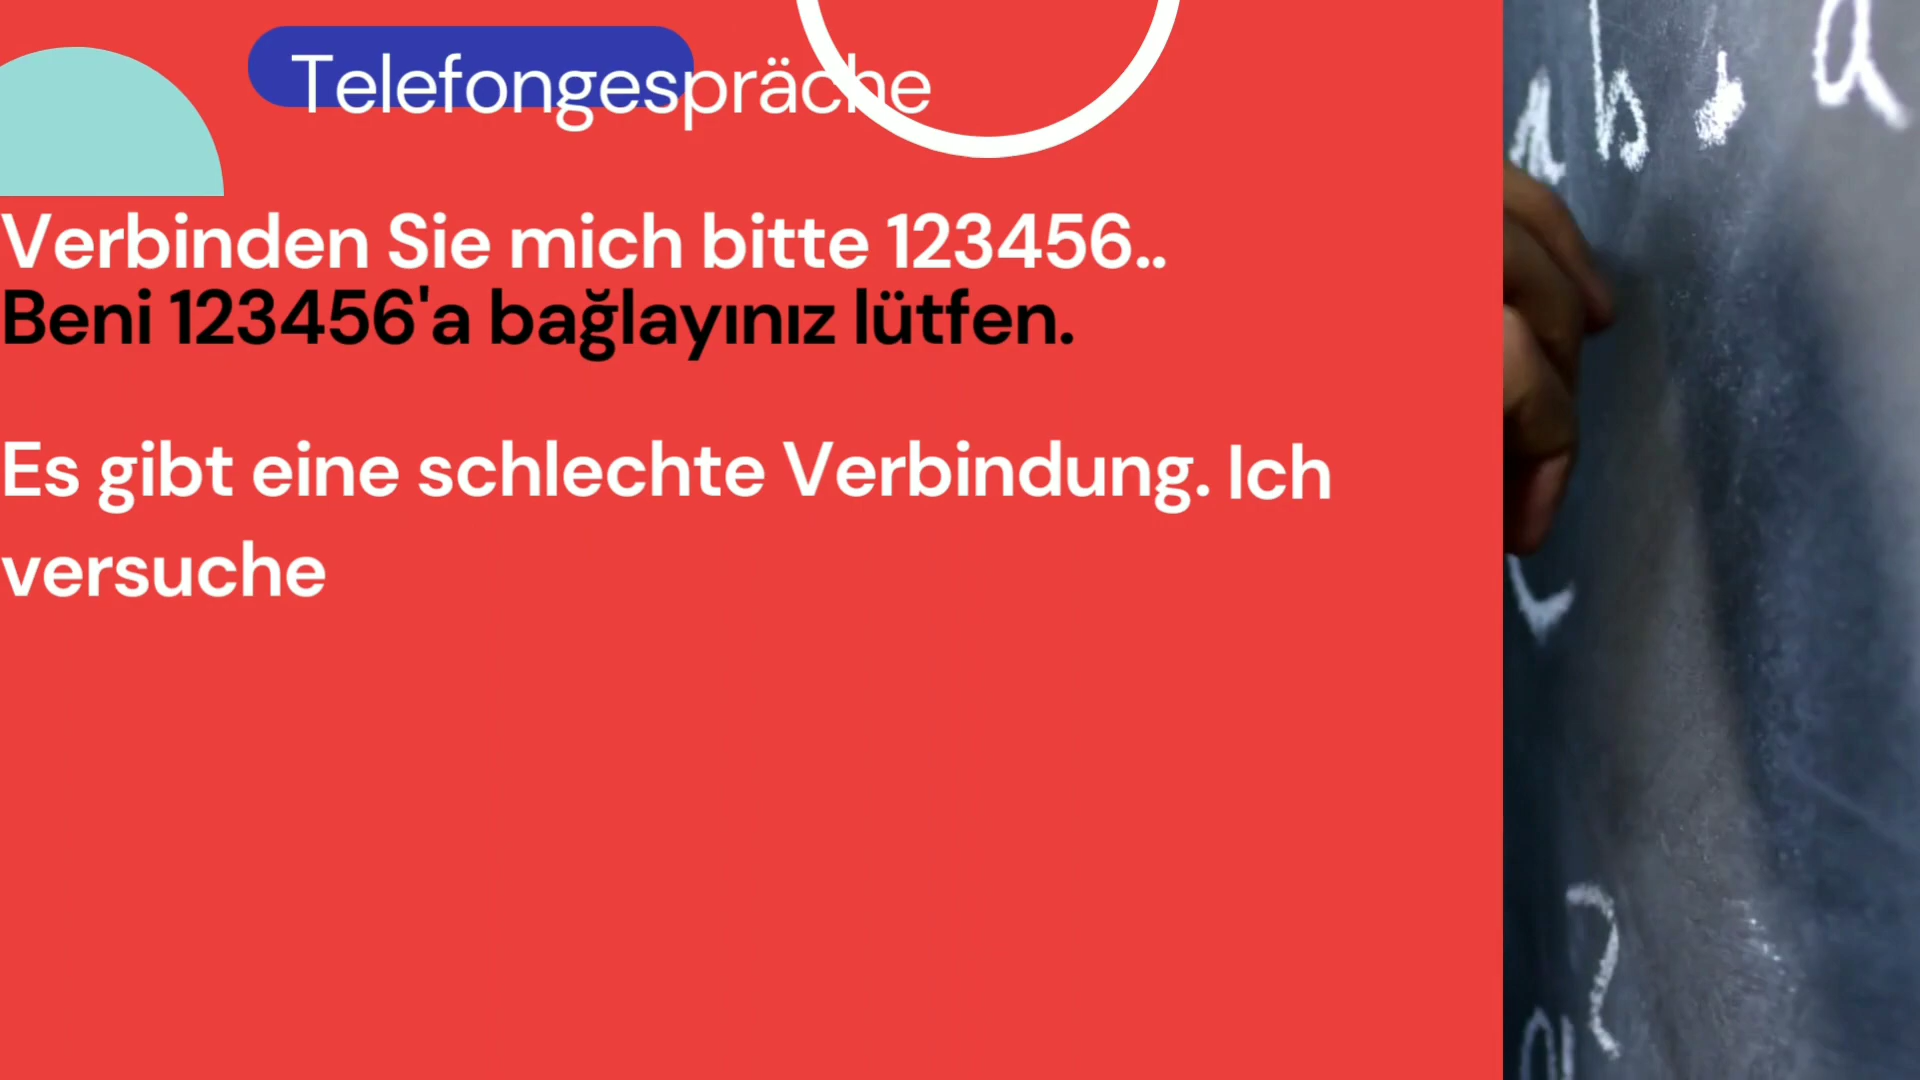 Telefongespräche
Verbinden Sie mich bitte 123456..
Beni 123456'a bağlayınız lütfen.
Es gibt eine schlechte Verbindung. Ich
versuche